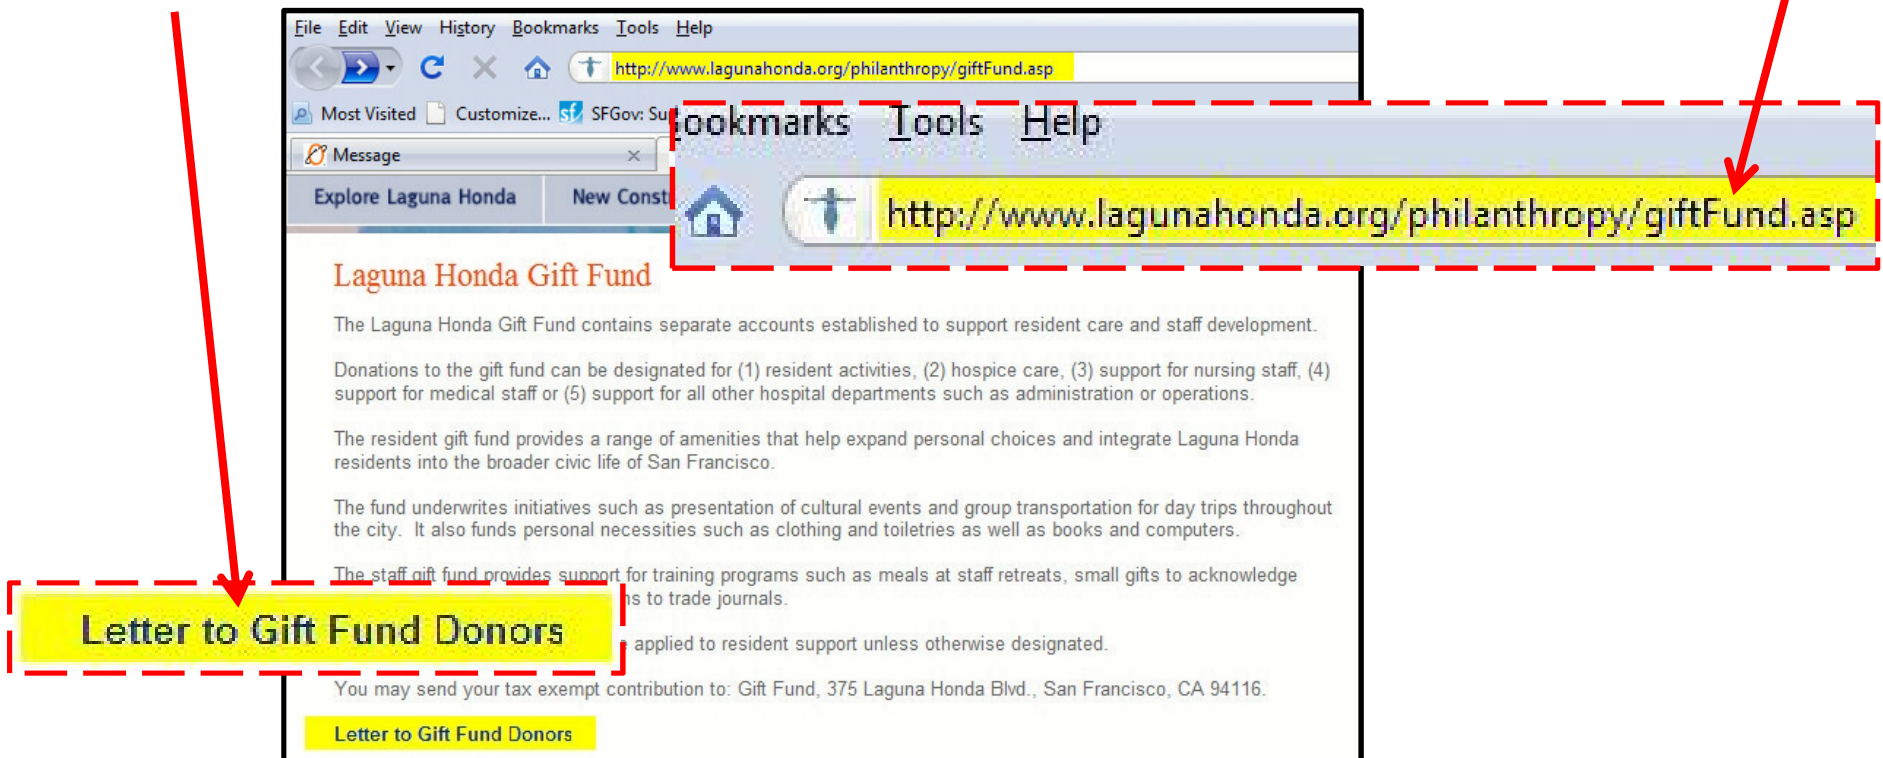 File Edit View History Bookmarks Tools Help
http://www.lagunahonda.org/philanthropy/giftFund.asp
Most Visited Customize... SFGov: Su
ookmarks Tools Help
Message
Explore Laguna Honda New Const
http://www.lagunahonda.org/philanthropy/giftFund.asp
Laguna Honda Gift Fund
The Laguna Honda Gift Fund contains separate accounts established to support resident care and staff development.
Donations to the gift fund can be designated for (1) resident activities, (2) hospice care, (3) support for nursing staff, (4)
support for medical staff or (5) support for all other hospital departments such as administration or operations.
The resident gift fund provides a range of amenities that help expand personal choices and integrate Laguna Honda
residents into the broader civic life of San Francisco.
The fund underwrites initiatives such as presentation of cultural events and group transportation for day trips throughout
the city. It also funds personal necessities such as clothing and toiletries as well as books and computers.
The staff gift fund provides support for training programs such as meals at staff retreats, small gifts to acknowledge
ns to trade journals.
Letter to Gift Fund Donors
applied to resident support unless otherwise designated.
You may send your tax exempt contribution to: Gift Fund, 375 Laguna Honda Blvd., San Francisco, CA 94116.
Letter to Gift Fund Donors